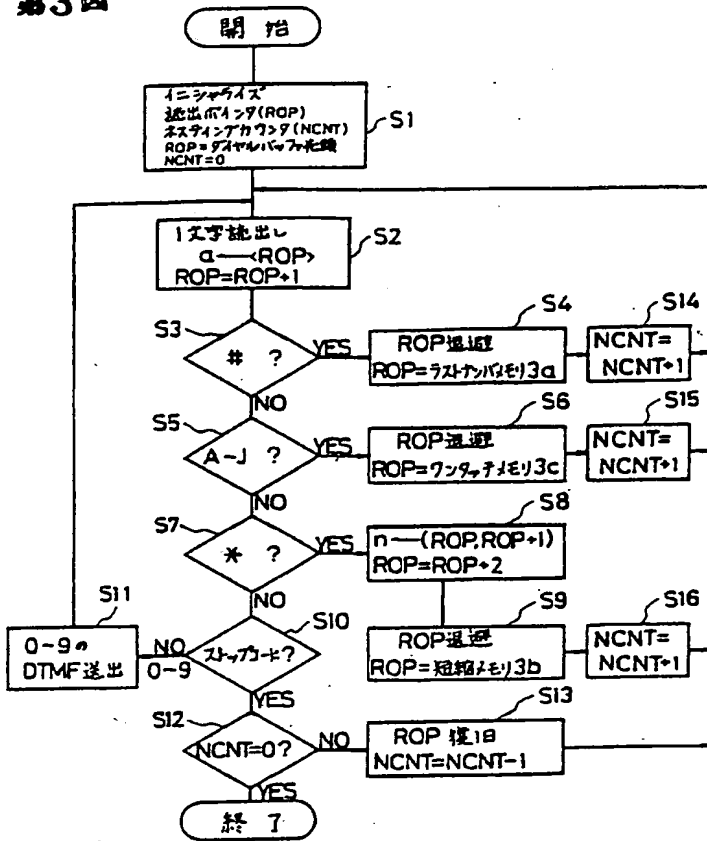 第3図
開 始
イニシャライズ
読出ポインタ(ROP)
ネスティングカウンタ(NCNT)
ROP=ダイヤルバッファ先頭
NCNT=0
S1
1文字読出し
a←<ROP>
ROP=ROP+1
S2
S3
# ?
YES
NO
ROP退避
ROP=ラストナンバメモリ3a
S4
NCNT=
NCNT+1
S14
S5
A~J ?
YES
NO
ROP退避
ROP=ワンタッチメモリ3c
S6
NCNT=
NCNT+1
S15
S7
* ?
YES
NO
n←(ROP,ROP+1)
ROP=ROP+2
S8
ROP退避
ROP=短縮メモリ3b
S9
NCNT=
NCNT+1
S16
S10
ストップコード?
NO
0~9
YES
S11
0~9の
DTMF送出
S12
NCNT=0?
NO
YES
ROP 復旧
NCNT=NCNT-1
S13
終 了